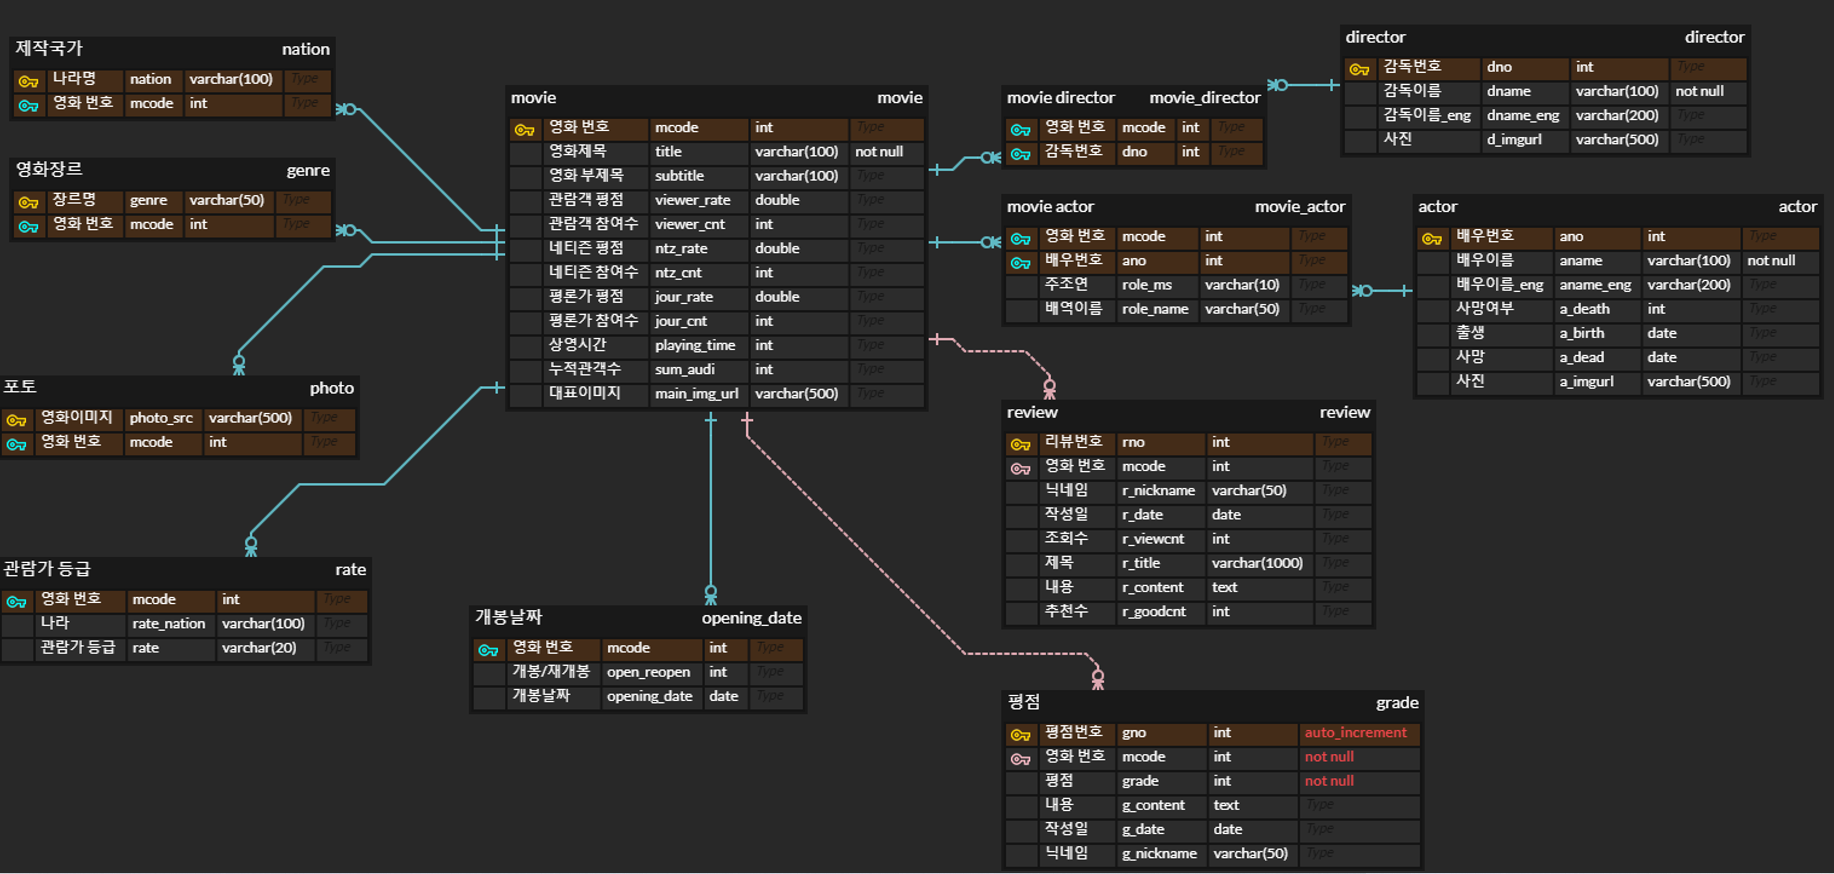 제작국가 nation
나라명 nation varchar(100) Type
영화 번호 mcode int Type
영화장르 genre
장르명 genre varchar(50) Type
영화 번호 mcode int Type
포토 photo
영화이미지 photo_src varchar(500) Type
영화 번호 mcode int Type
관람가 등급 rate
영화 번호 mcode int Type
나라 rate_nation varchar(100) Type
관람가 등급 rate varchar(20) Type
movie movie
영화 번호 mcode int Type
영화제목 title varchar(100) not null
영화 부제목 subtitle varchar(100) Type
관람객 평점 viewer_rate double Type
관람객 참여수 viewer_cnt int Type
네티즌 평점 ntz_rate double Type
네티즌 참여수 ntz_cnt int Type
평론가 평점 jour_rate double Type
평론가 참여수 jour_cnt int Type
상영시간 playing_time int Type
누적관객수 sum_audi int Type
대표이미지 main_img_url varchar(500) Type
개봉날짜 opening_date
영화 번호 mcode int Type
개봉/재개봉 open_reopen int Type
개봉날짜 opening_date date Type
movie director movie_director
영화 번호 mcode int Type
감독번호 dno int Type
director director
감독번호 dno int Type
감독이름 dname varchar(100) not null
감독이름_eng dname_eng varchar(200) Type
사진 d_imgurl varchar(500) Type
movie actor movie_actor
영화 번호 mcode int Type
배우번호 ano int Type
주조연 role_ms varchar(10) Type
배역이름 role_name varchar(50) Type
actor actor
배우번호 ano int Type
배우이름 aname varchar(100) not null
배우이름_eng aname_eng varchar(200) Type
사망여부 a_death int Type
출생 a_birth date Type
사망 a_dead date Type
사진 a_imgurl varchar(500) Type
review review
리뷰번호 rno int Type
영화 번호 mcode int Type
닉네임 r_nickname varchar(50) Type
작성일 r_date date Type
조회수 r_viewcnt int Type
제목 r_title varchar(1000) Type
내용 r_content text Type
추천수 r_goodcnt int Type
평점 grade
평점번호 gno int auto_increment
영화 번호 mcode int not null
평점 grade int not null
내용 g_content text Type
작성일 g_date date Type
닉네임 g_nickname varchar(50) Type